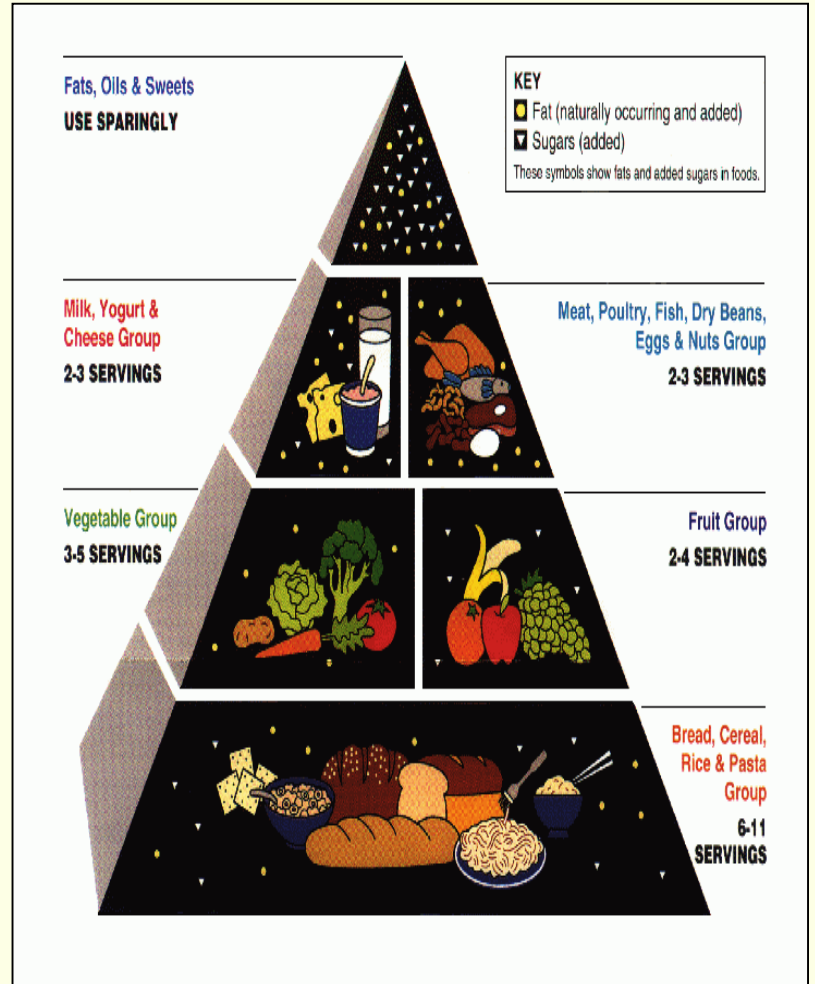 Fats, Oils & Sweets
USE SPARINGLY
KEY
Fat (naturally occurring and added)
Sugars (added)
These symbols show fats and added sugars in foods.
Milk, Yogurt &
Cheese Group
2-3 SERVINGS
Meat, Poultry, Fish, Dry Beans,
Eggs & Nuts Group
2-3 SERVINGS
Vegetable Group
3-5 SERVINGS
Fruit Group
2-4 SERVINGS
Bread, Cereal,
Rice & Pasta
Group
6-11
SERVINGS